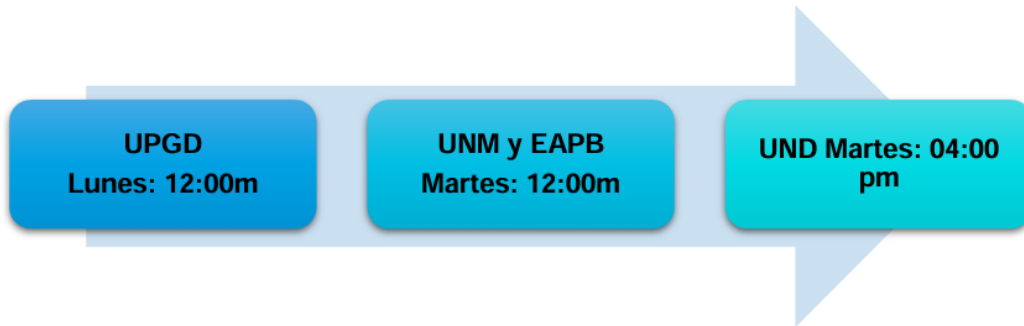 UPGD
Lunes: 12:00m
UNM y EAPB
Martes: 12:00m
UND Martes: 04:00
pm